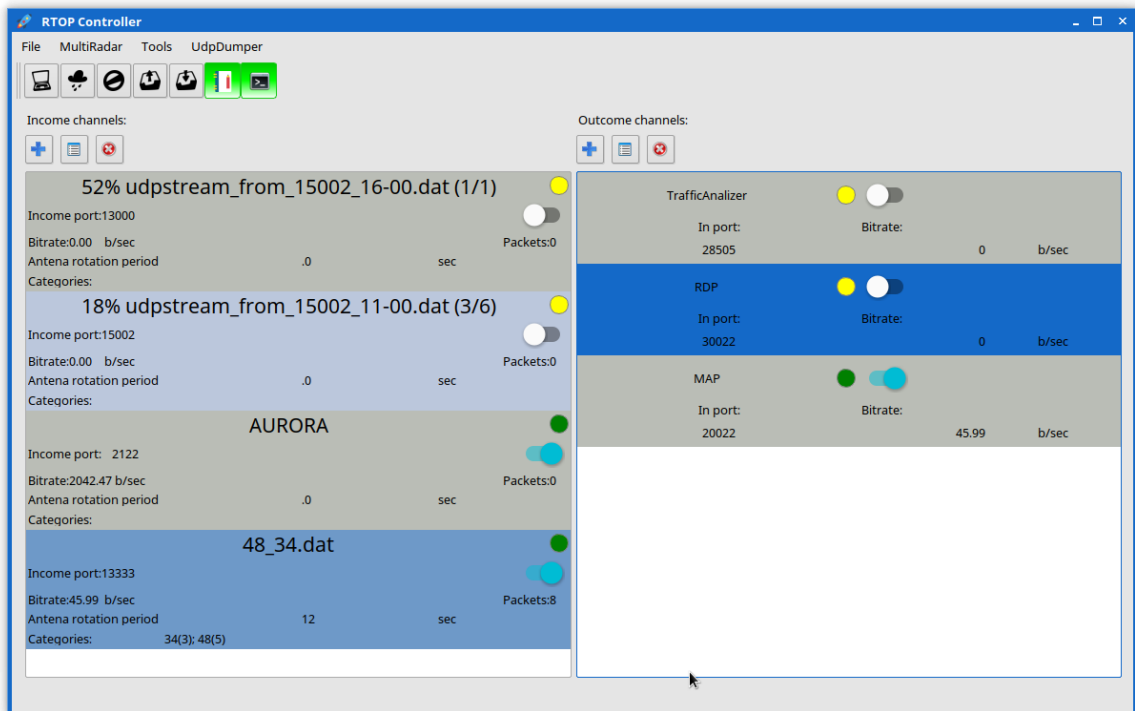 RTOP Controller
File MultiRadar Tools UdpDumper
Income channels:
52% udpstream_from_15002_16-00.dat (1/1)
Income port:13000
Bitrate:0.00 b/sec Packets:0
Antena rotation period .0 sec
Categories:
18% udpstream_from_15002_11-00.dat (3/6)
Income port:15002
Bitrate:0.00 b/sec Packets:0
Antena rotation period .0 sec
Categories:
AURORA
Income port: 2122
Bitrate:2042.47 b/sec Packets:0
Antena rotation period .0 sec
Categories:
48_34.dat
Income port:13333
Bitrate:45.99 b/sec Packets:8
Antena rotation period 12 sec
Categories: 34(3); 48(5)
Outcome channels:
TrafficAnalizer
In port: Bitrate:
28505 0 b/sec
RDP
In port: Bitrate:
30022 0 b/sec
MAP
In port: Bitrate:
20022 45.99 b/sec